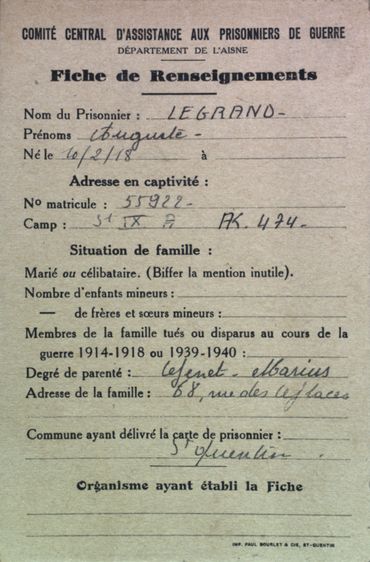 COMITÉ CENTRAL D'ASSISTANCE AUX PRISONNIERS DE GUERRE
DÉPARTEMENT DE L'AISNE
Fiche de Renseignements
Nom du Prisonnier : LEGRAND-
Prénoms Auguste -
Né le 10/2/18 à
Adresse en captivité :
No matricule : 55922-
Camp : St IX A AK. 474-
Situation de famille :
Marié ou célibataire. (Biffer la mention inutile).
Nombre d'enfants mineurs :
— de frères et sœurs mineurs :
Membres de la famille tués ou disparus au cours de la
guerre 1914-1918 ou 1939-1940 :
Degré de parenté : Marius
Adresse de la famille : 68, rue des
Commune ayant délivré la carte de prisonnier :
St Quentin.
Organisme ayant établi la Fiche
IMP. PAUL BOURLET & CIE, ST-QUENTIN